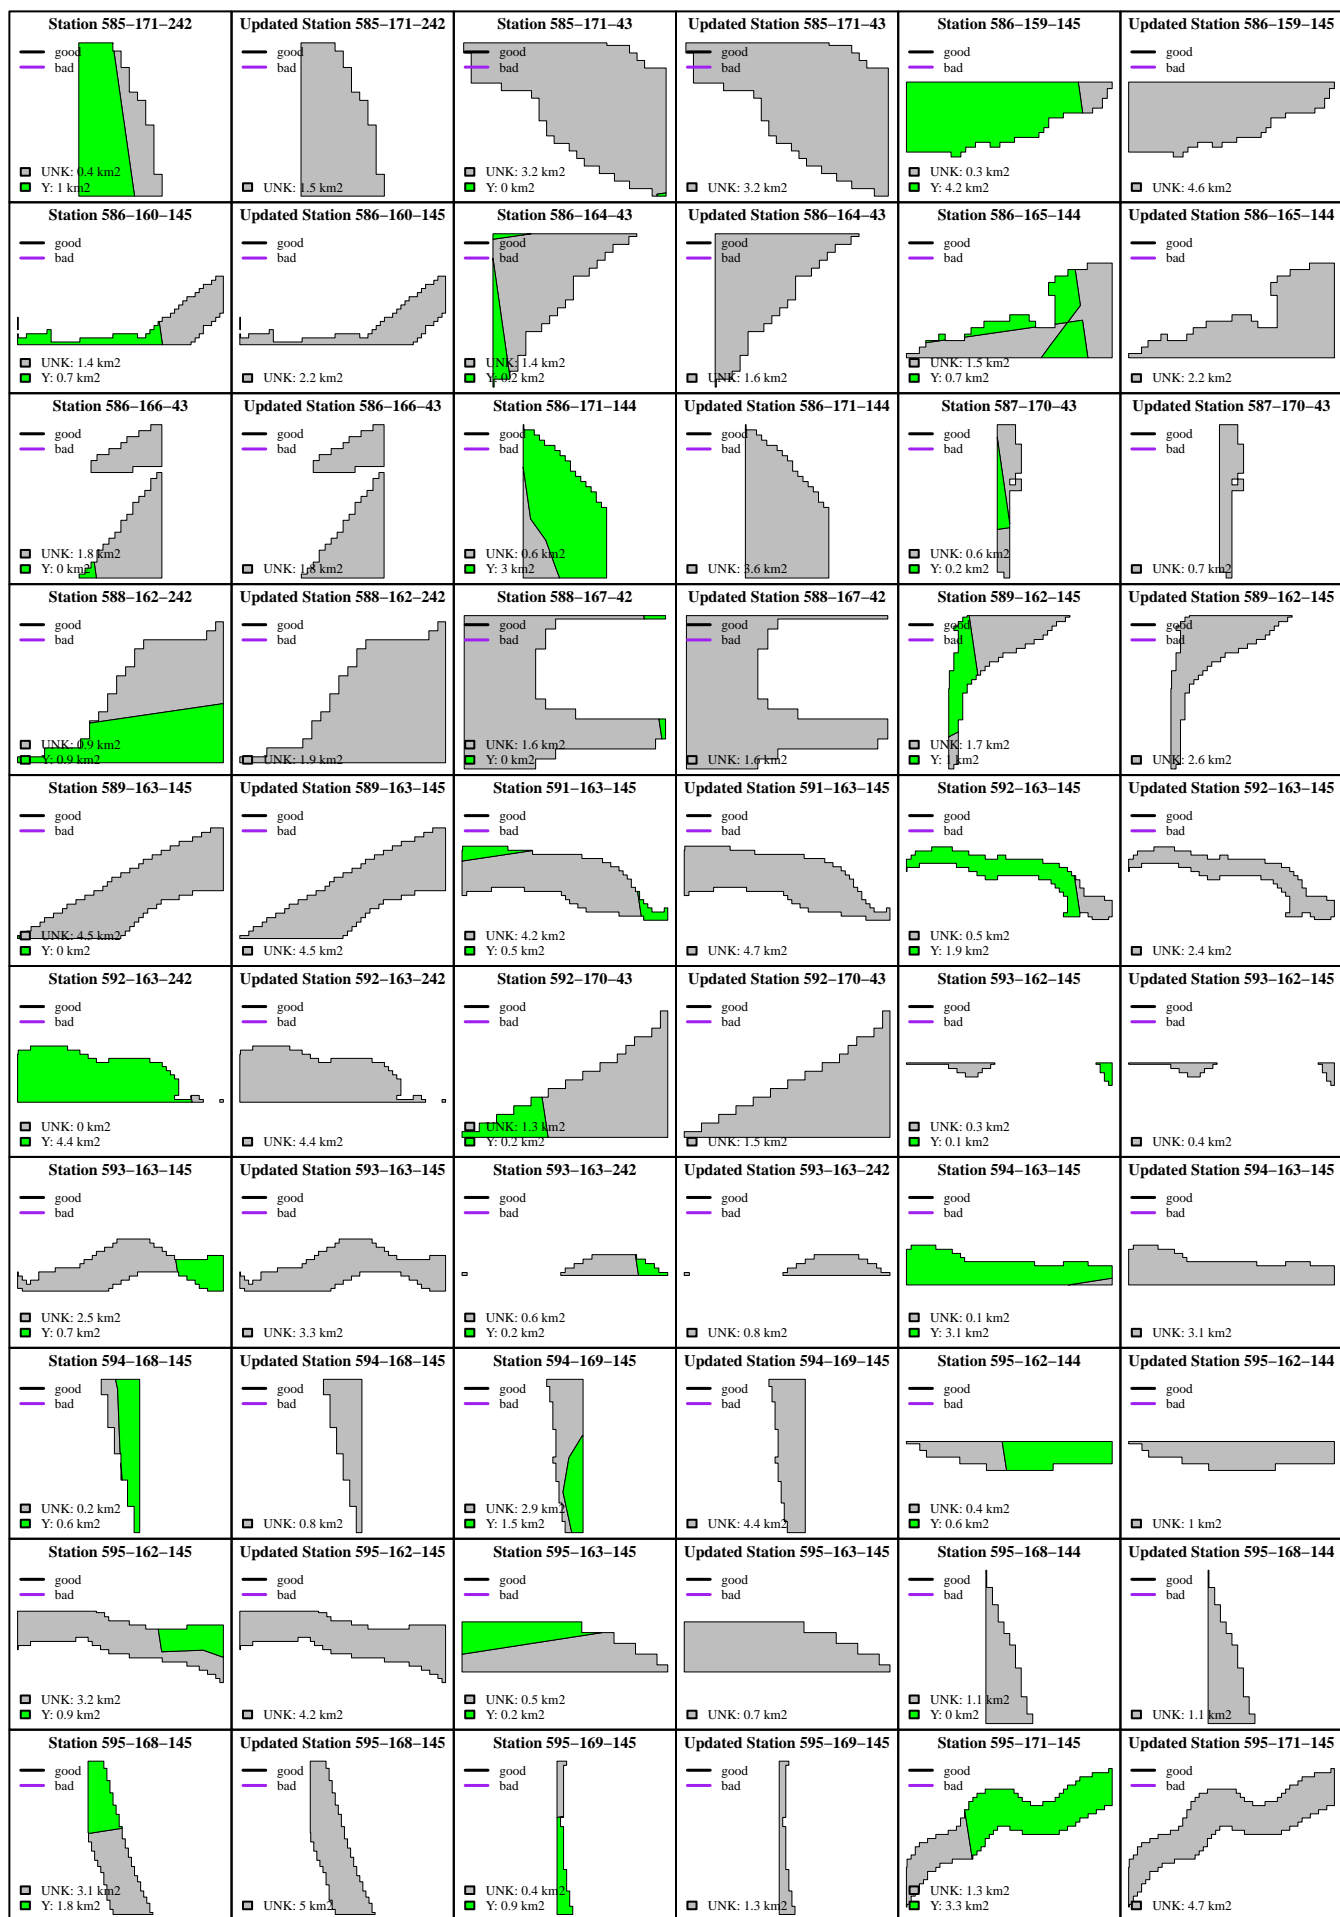 Station 585−171−242
good
bad
UNK: 0.4 km2
Y: 1 km2
Updated Station 585−171−242
good
bad
UNK: 1.5 km2
Station 585−171−43
good
bad
UNK: 3.2 km2
Y: 0 km2
Updated Station 585−171−43
good
bad
UNK: 3.2 km2
Station 586−159−145
good
bad
UNK: 0.3 km2
Y: 4.2 km2
Updated Station 586−159−145
good
bad
UNK: 4.6 km2
Station 586−160−145
good
bad
UNK: 1.4 km2
Y: 0.7 km2
Updated Station 586−160−145
good
bad
UNK: 2.2 km2
Station 586−164−43
good
bad
UNK: 1.4 km2
Y: 0.2 km2
Updated Station 586−164−43
good
bad
UNK: 1.6 km2
Station 586−165−144
good
bad
UNK: 1.5 km2
Y: 0.7 km2
Updated Station 586−165−144
good
bad
UNK: 2.2 km2
Station 586−166−43
good
bad
UNK: 1.8 km2
Y: 0 km2
Updated Station 586−166−43
good
bad
UNK: 1.8 km2
Station 586−171−144
good
bad
UNK: 0.6 km2
Y: 3 km2
Updated Station 586−171−144
good
bad
UNK: 3.6 km2
Station 587−170−43
good
bad
UNK: 0.6 km2
Y: 0.2 km2
Updated Station 587−170−43
good
bad
UNK: 0.7 km2
Station 588−162−242
good
bad
UNK: 0.9 km2
Y: 0.9 km2
Updated Station 588−162−242
good
bad
UNK: 1.9 km2
Station 588−167−42
good
bad
UNK: 1.6 km2
Y: 0 km2
Updated Station 588−167−42
good
bad
UNK: 1.6 km2
Station 589−162−145
good
bad
UNK: 1.7 km2
Y: 1 km2
Updated Station 589−162−145
good
bad
UNK: 2.6 km2
Station 589−163−145
good
bad
UNK: 4.5 km2
Y: 0 km2
Updated Station 589−163−145
good
bad
UNK: 4.5 km2
Station 591−163−145
good
bad
UNK: 4.2 km2
Y: 0.5 km2
Updated Station 591−163−145
good
bad
UNK: 4.7 km2
Station 592−163−145
good
bad
UNK: 0.5 km2
Y: 1.9 km2
Updated Station 592−163−145
good
bad
UNK: 2.4 km2
Station 592−163−242
good
bad
UNK: 0 km2
Y: 4.4 km2
Updated Station 592−163−242
good
bad
UNK: 4.4 km2
Station 592−170−43
good
bad
UNK: 1.3 km2
Y: 0.2 km2
Updated Station 592−170−43
good
bad
UNK: 1.5 km2
Station 593−162−145
good
bad
UNK: 0.3 km2
Y: 0.1 km2
Updated Station 593−162−145
good
bad
UNK: 0.4 km2
Station 593−163−145
good
bad
UNK: 2.5 km2
Y: 0.7 km2
Updated Station 593−163−145
good
bad
UNK: 3.3 km2
Station 593−163−242
good
bad
UNK: 0.6 km2
Y: 0.2 km2
Updated Station 593−163−242
good
bad
UNK: 0.8 km2
Station 594−163−145
good
bad
UNK: 0.1 km2
Y: 3.1 km2
Updated Station 594−163−145
good
bad
UNK: 3.1 km2
Station 594−168−145
good
bad
UNK: 0.2 km2
Y: 0.6 km2
Updated Station 594−168−145
good
bad
UNK: 0.8 km2
Station 594−169−145
good
bad
UNK: 2.9 km2
Y: 1.5 km2
Updated Station 594−169−145
good
bad
UNK: 4.4 km2
Station 595−162−144
good
bad
UNK: 0.4 km2
Y: 0.6 km2
Updated Station 595−162−144
good
bad
UNK: 1 km2
Station 595−162−145
good
bad
UNK: 3.2 km2
Y: 0.9 km2
Updated Station 595−162−145
good
bad
UNK: 4.2 km2
Station 595−163−145
good
bad
UNK: 0.5 km2
Y: 0.2 km2
Updated Station 595−163−145
good
bad
UNK: 0.7 km2
Station 595−168−144
good
bad
UNK: 1.1 km2
Y: 0 km2
Updated Station 595−168−144
good
bad
UNK: 1.1 km2
Station 595−168−145
good
bad
UNK: 3.1 km2
Y: 1.8 km2
Updated Station 595−168−145
good
bad
UNK: 5 km2
Station 595−169−145
good
bad
UNK: 0.4 km2
Y: 0.9 km2
Updated Station 595−169−145
good
bad
UNK: 1.3 km2
Station 595−171−145
good
bad
UNK: 1.3 km2
Y: 3.3 km2
Updated Station 595−171−145
good
bad
UNK: 4.7 km2